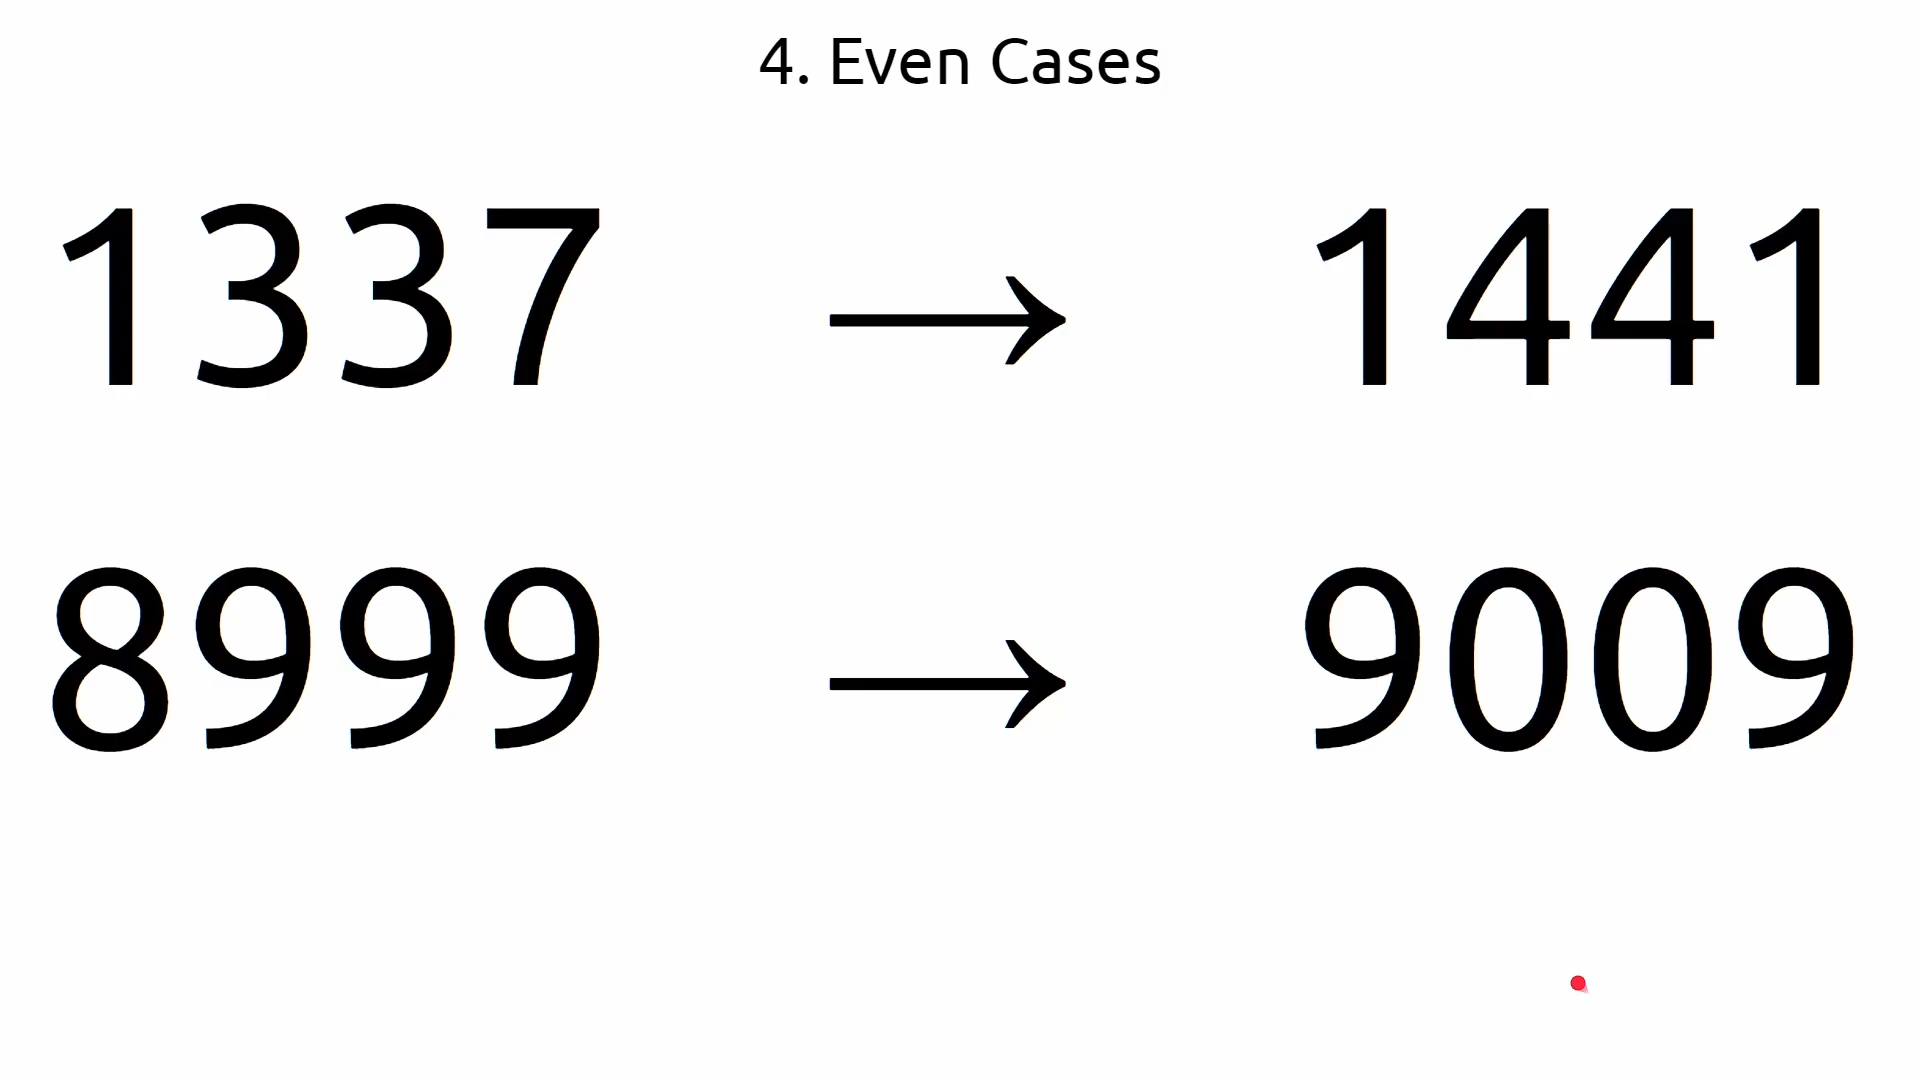 4. Even Cases
1337 → 1441
8999 → 9009